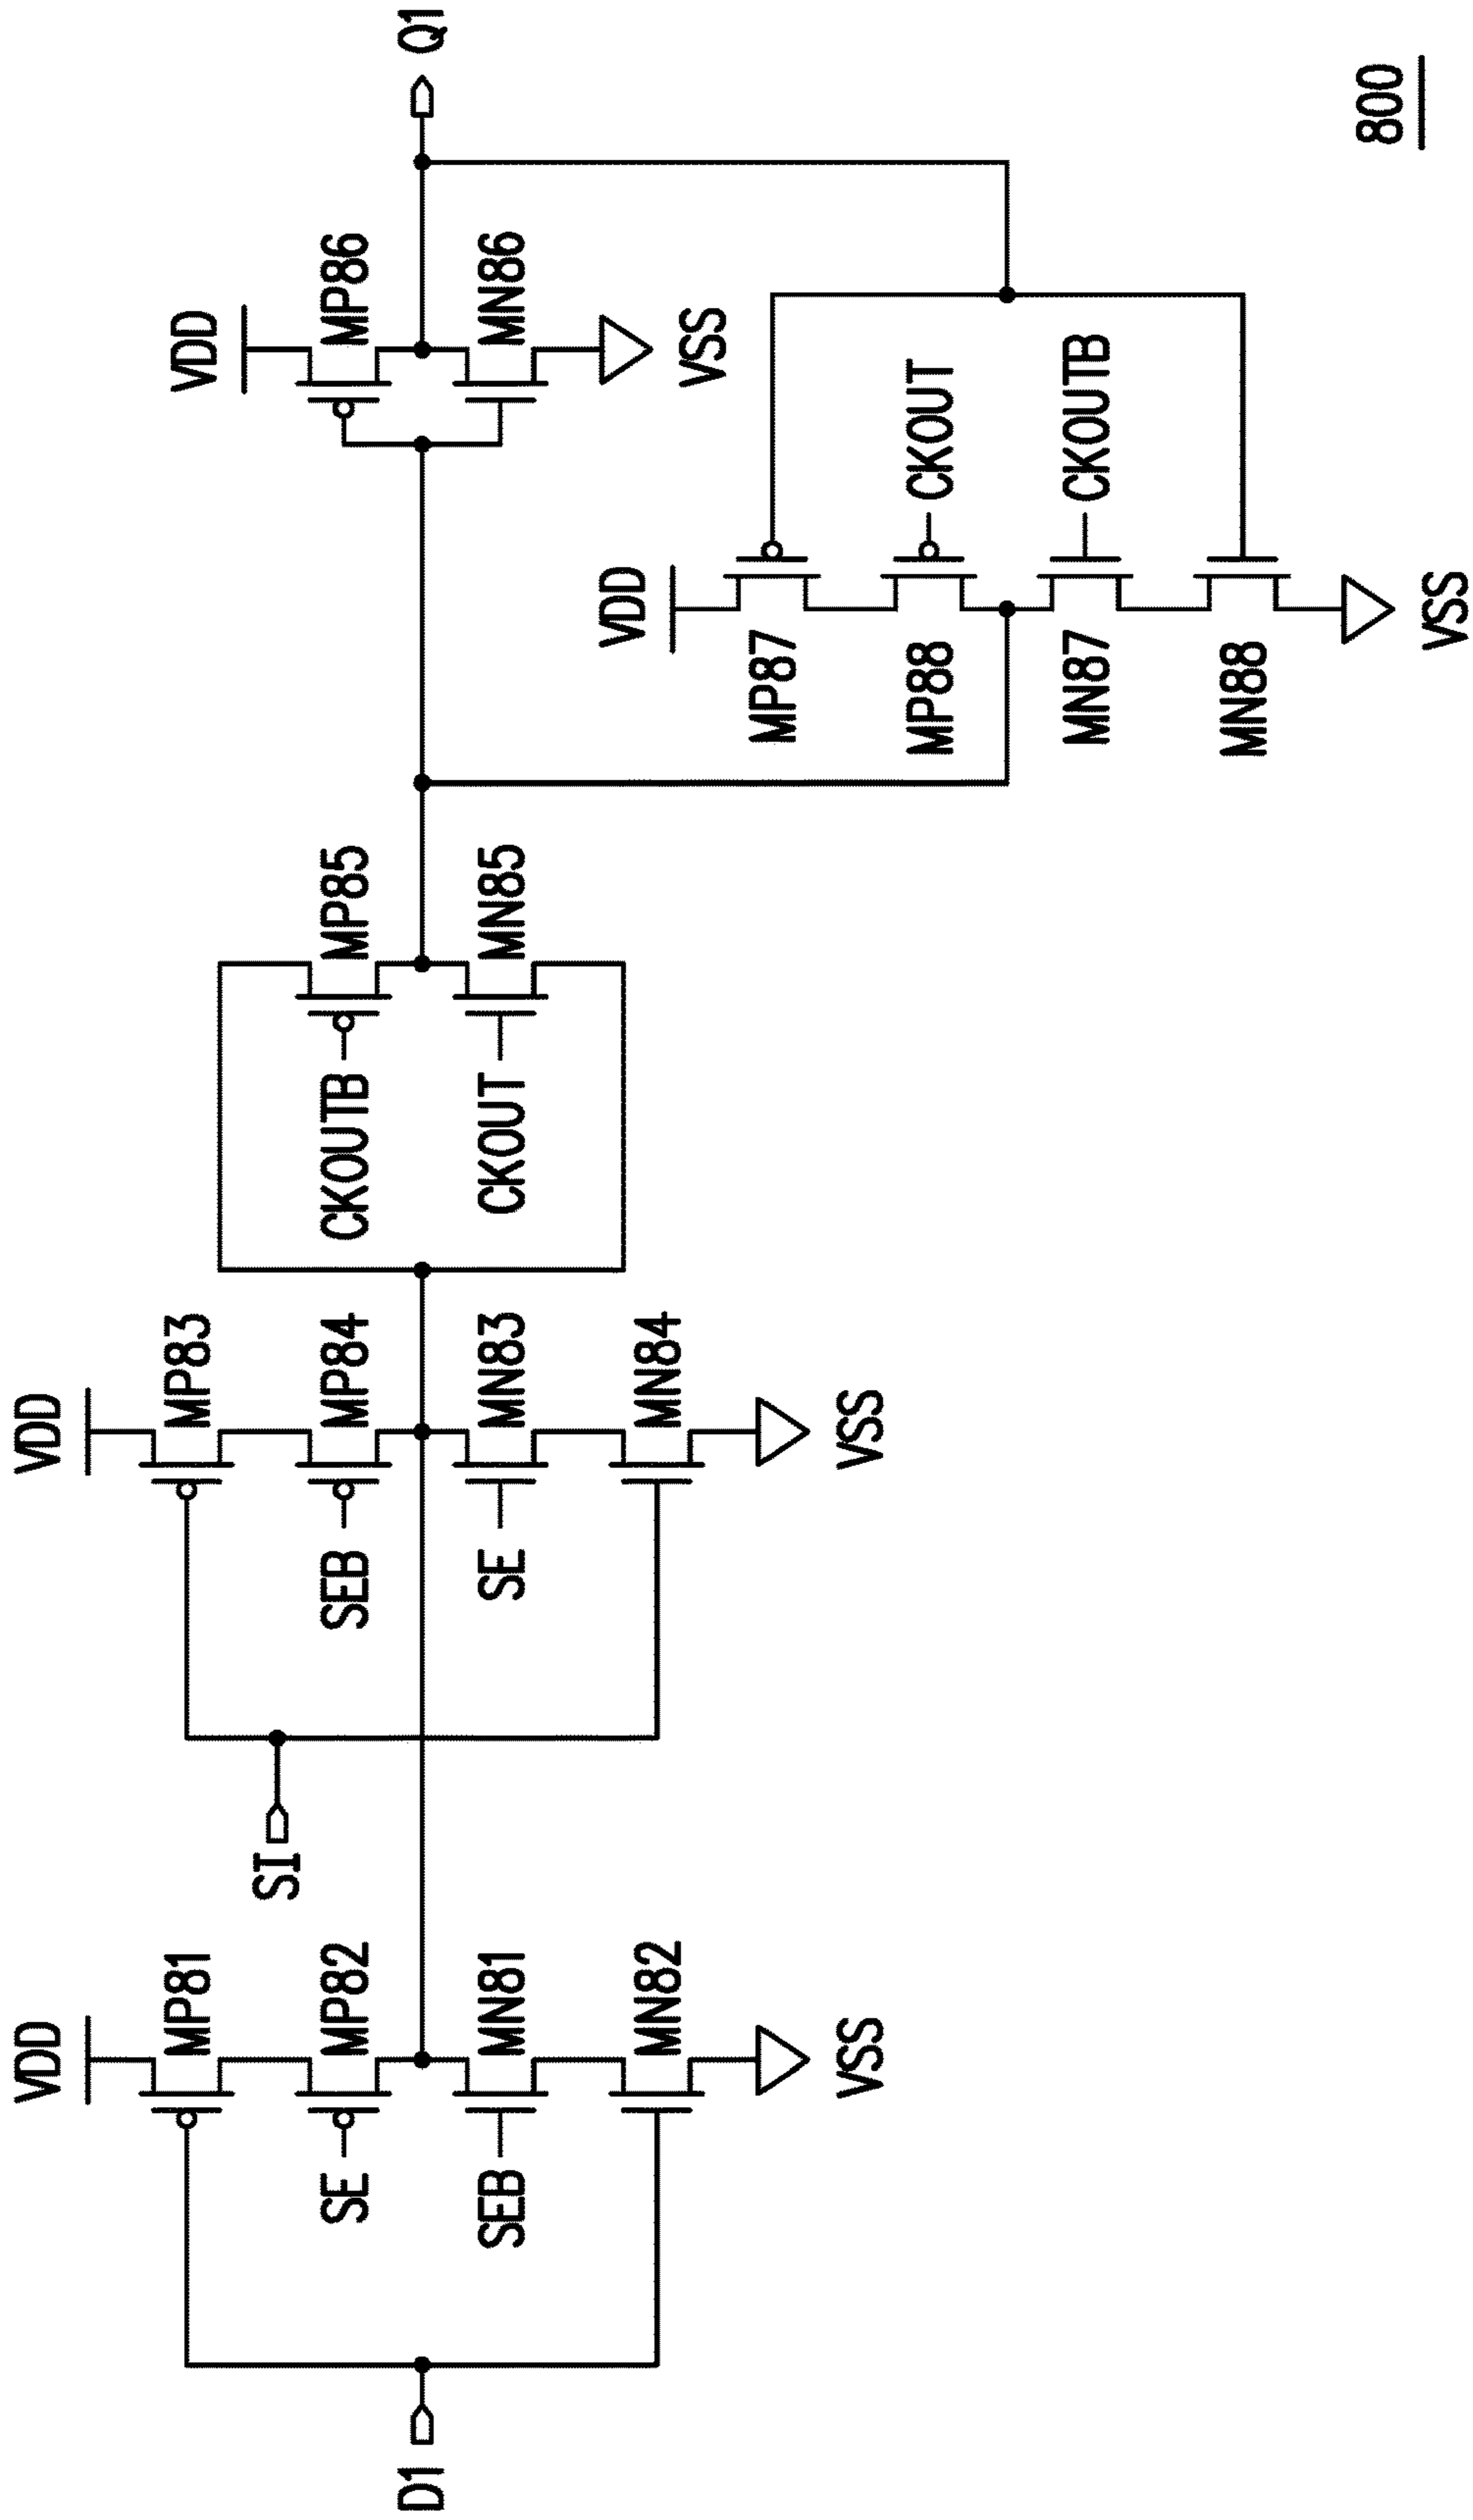 VDD
MP81
SE
MP82
SEB
MN81
MN82
VSS
D1
SI
VDD
MP83
SEB
MP84
SE
MN83
MN84
VSS
CKOUTB
MP85
CKOUT
MN85
VDD
MP86
MN86
VSS
Q1
VDD
MP87
MP88
CKOUT
MN87
CKOUTB
MN88
VSS
800